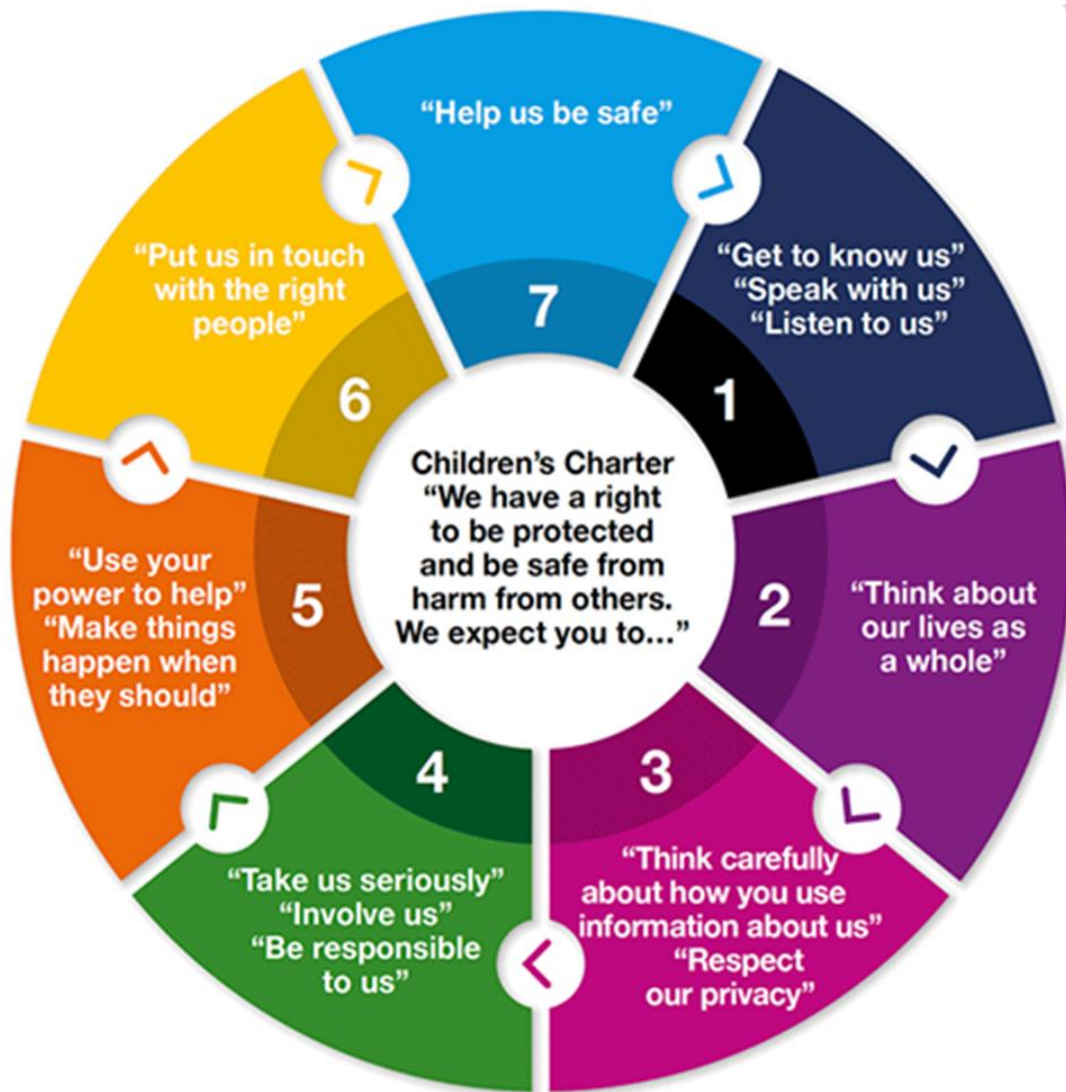 Children’s Charter
“We have a right
to be protected
and be safe from
harm from others.
We expect you to...”
1
“Get to know us”
“Speak with us”
“Listen to us”
2
“Think about
our lives as
a whole”
3
“Think carefully
about how you use
information about us”
“Respect
our privacy”
4
“Take us seriously”
“Involve us”
“Be responsible
to us”
5
“Use your
power to help”
“Make things
happen when
they should”
6
“Put us in touch
with the right
people”
7
“Help us be safe”